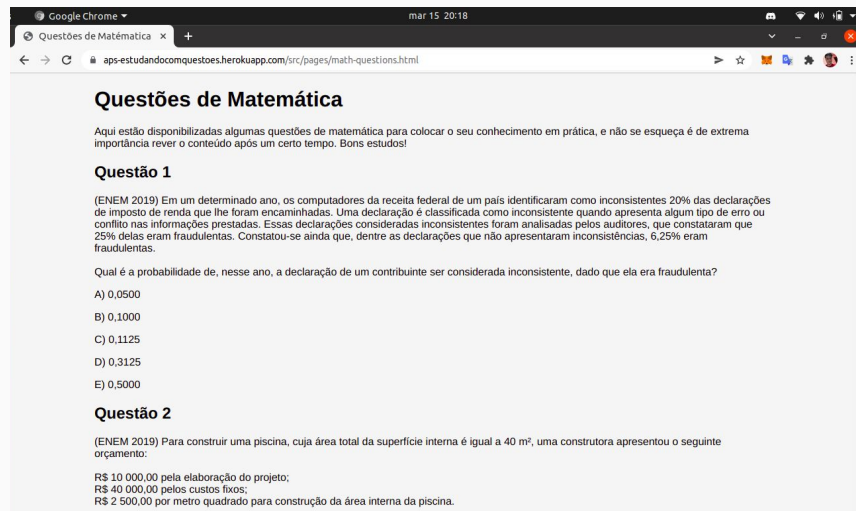 Google Chrome
mar 15 20:18
Questões de Matématica
aps-estudandocomquestoes.herokuapp.com/src/pages/math-questions.html
Questões de Matemática
Aqui estão disponibilizadas algumas questões de matemática para colocar o seu conhecimento em prática, e não se esqueça é de extrema
importância rever o conteúdo após um certo tempo. Bons estudos!
Questão 1
(ENEM 2019) Em um determinado ano, os computadores da receita federal de um país identificaram como inconsistentes 20% das declarações
de imposto de renda que lhe foram encaminhadas. Uma declaração é classificada como inconsistente quando apresenta algum tipo de erro ou
conflito nas informações prestadas. Essas declarações consideradas inconsistentes foram analisadas pelos auditores, que constataram que
25% delas eram fraudulentas. Constatou-se ainda que, dentre as declarações que não apresentaram inconsistências, 6,25% eram
fraudulentas.
Qual é a probabilidade de, nesse ano, a declaração de um contribuinte ser considerada inconsistente, dado que ela era fraudulenta?
A) 0,0500
B) 0,1000
C) 0,1125
D) 0,3125
E) 0,5000
Questão 2
(ENEM 2019) Para construir uma piscina, cuja área total da superfície interna é igual a 40 m², uma construtora apresentou o seguinte
orçamento:
R$ 10 000,00 pela elaboração do projeto;
R$ 40 000,00 pelos custos fixos;
R$ 2 500,00 por metro quadrado para construção da área interna da piscina.